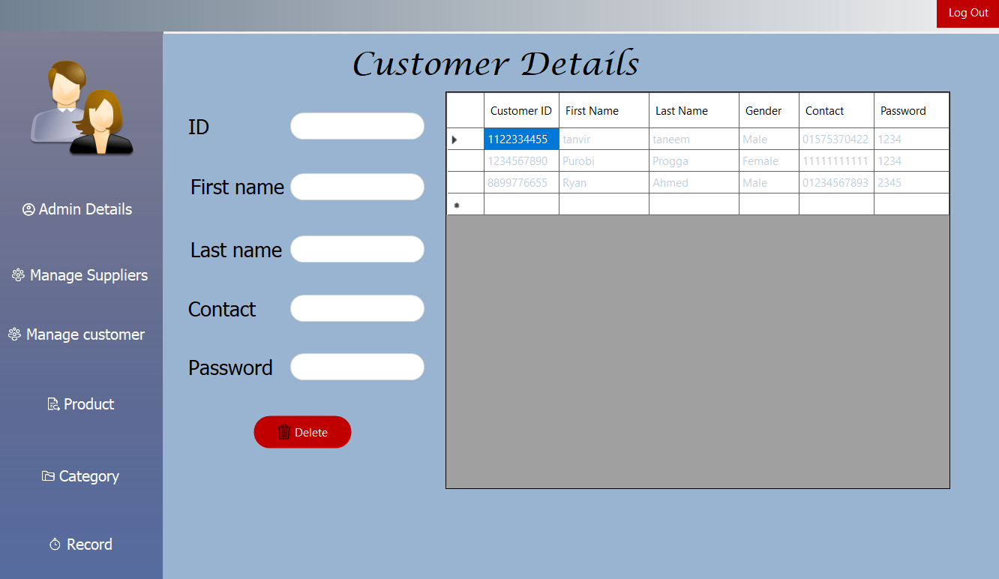 Log Out
Customer Details
Admin Details
Manage Suppliers
Manage customer
Product
Category
Record
ID
First name
Last name
Contact
Password
Delete
Customer ID First Name Last Name Gender Contact Password
1122334455 tanvir taneem Male 01575370422 1234
1234567890 Purobi Progga Female 11111111111 1234
8899776655 Ryan Ahmed Male 01234567893 2345